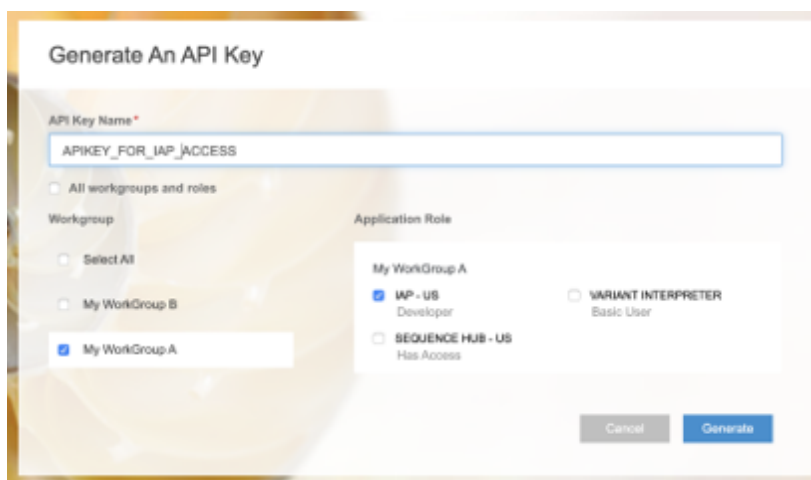 Generate An API Key
API Key Name*
APIKEY_FOR_IAP_ACCESS
All workgroups and roles
Workgroup
Application Role
Select All
My WorkGroup B
My WorkGroup A
My WorkGroup A
IAP - US
Developer
VARIANT INTERPRETER
Basic User
SEQUENCE HUB - US
Has Access
Cancel
Generate